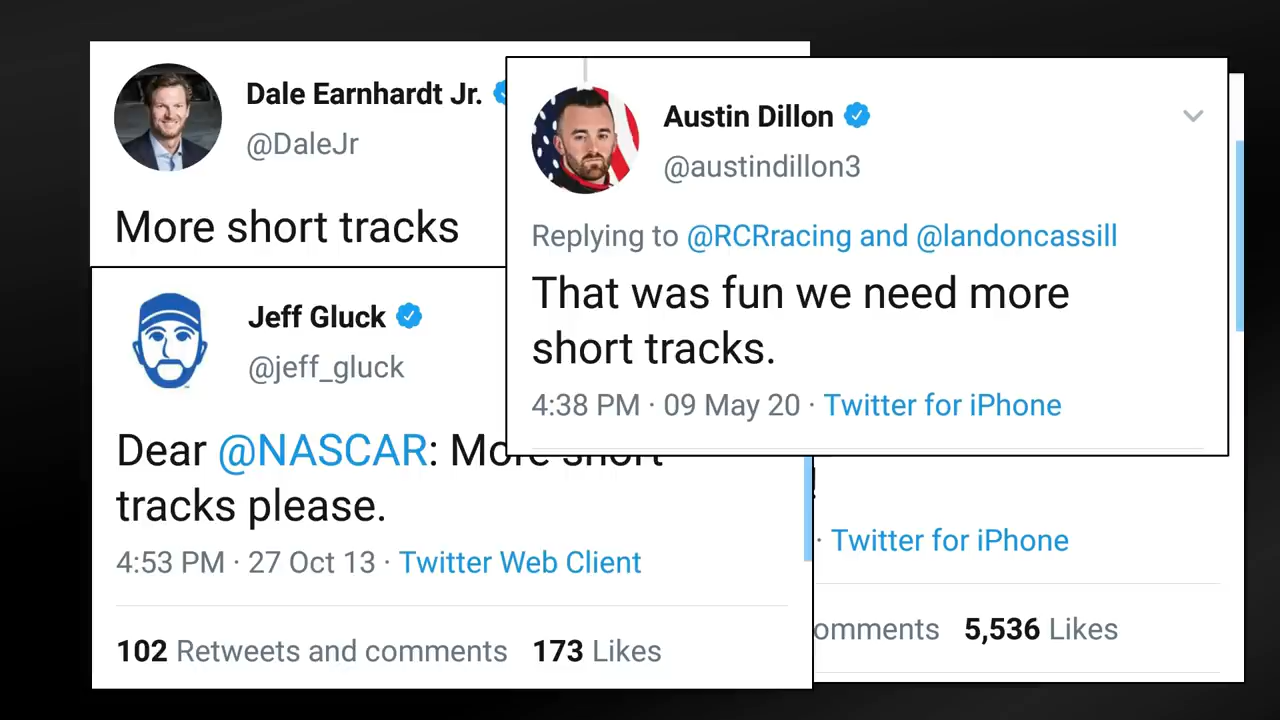 Dale Earnhardt Jr.
@DaleJr
More short tracks
Austin Dillon
@austindillon3
Replying to @RCRracing and @landoncassill
That was fun we need more
short tracks.
4:38 PM · 09 May 20 · Twitter for iPhone
Jeff Gluck
@jeff_gluck
Dear @NASCAR: More short
tracks please.
4:53 PM · 27 Oct 13 · Twitter Web Client
102 Retweets and comments 173 Likes
!
· Twitter for iPhone
omments 5,536 Likes